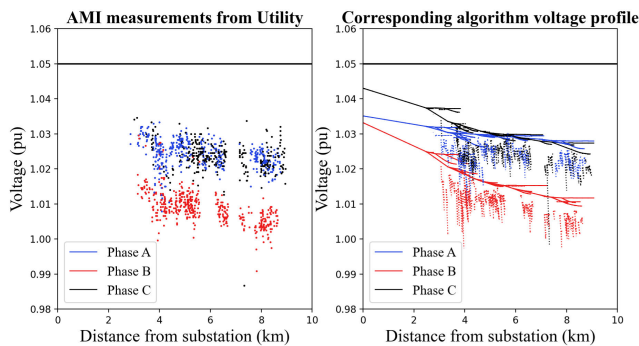 AMI measurements from Utility
1.06
1.05
1.04
1.03
1.02
1.01
1.00
0.99
0.98
Voltage (pu)
Phase A
Phase B
Phase C
0
2
4
6
8
10
Distance from substation (km)
Corresponding algorithm voltage profile
1.06
1.05
1.04
1.03
1.02
1.01
1.00
0.99
0.98
Voltage (pu)
Phase A
Phase B
Phase C
0
2
4
6
8
10
Distance from substation (km)